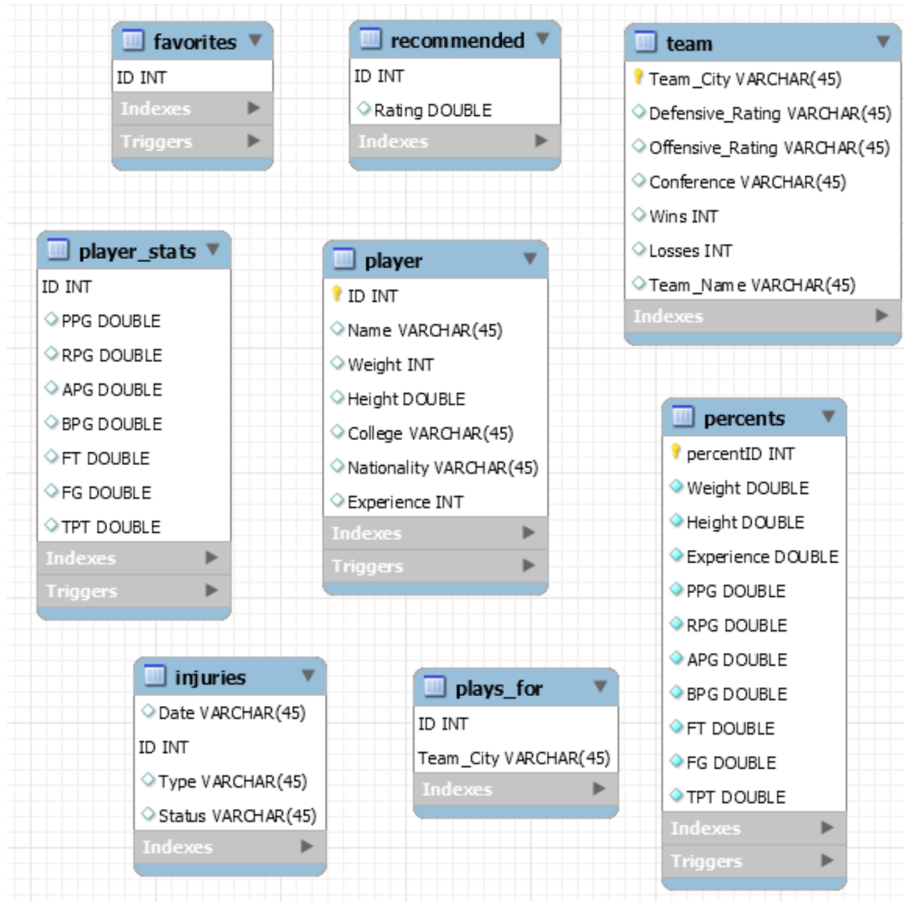 favorites
ID INT
Indexes
Triggers
recommended
ID INT
Rating DOUBLE
Indexes
team
Team_City VARCHAR(45)
Defensive_Rating VARCHAR(45)
Offensive_Rating VARCHAR(45)
Conference VARCHAR(45)
Wins INT
Losses INT
Team_Name VARCHAR(45)
Indexes
player_stats
ID INT
PPG DOUBLE
RPG DOUBLE
APG DOUBLE
BPG DOUBLE
FT DOUBLE
FG DOUBLE
TPT DOUBLE
Indexes
Triggers
player
ID INT
Name VARCHAR(45)
Weight INT
Height DOUBLE
College VARCHAR(45)
Nationality VARCHAR(45)
Experience INT
Indexes
Triggers
percents
percentID INT
Weight DOUBLE
Height DOUBLE
Experience DOUBLE
PPG DOUBLE
RPG DOUBLE
APG DOUBLE
BPG DOUBLE
FT DOUBLE
FG DOUBLE
TPT DOUBLE
Indexes
Triggers
injuries
Date VARCHAR(45)
ID INT
Type VARCHAR(45)
Status VARCHAR(45)
Indexes
plays_for
ID INT
Team_City VARCHAR(45)
Indexes